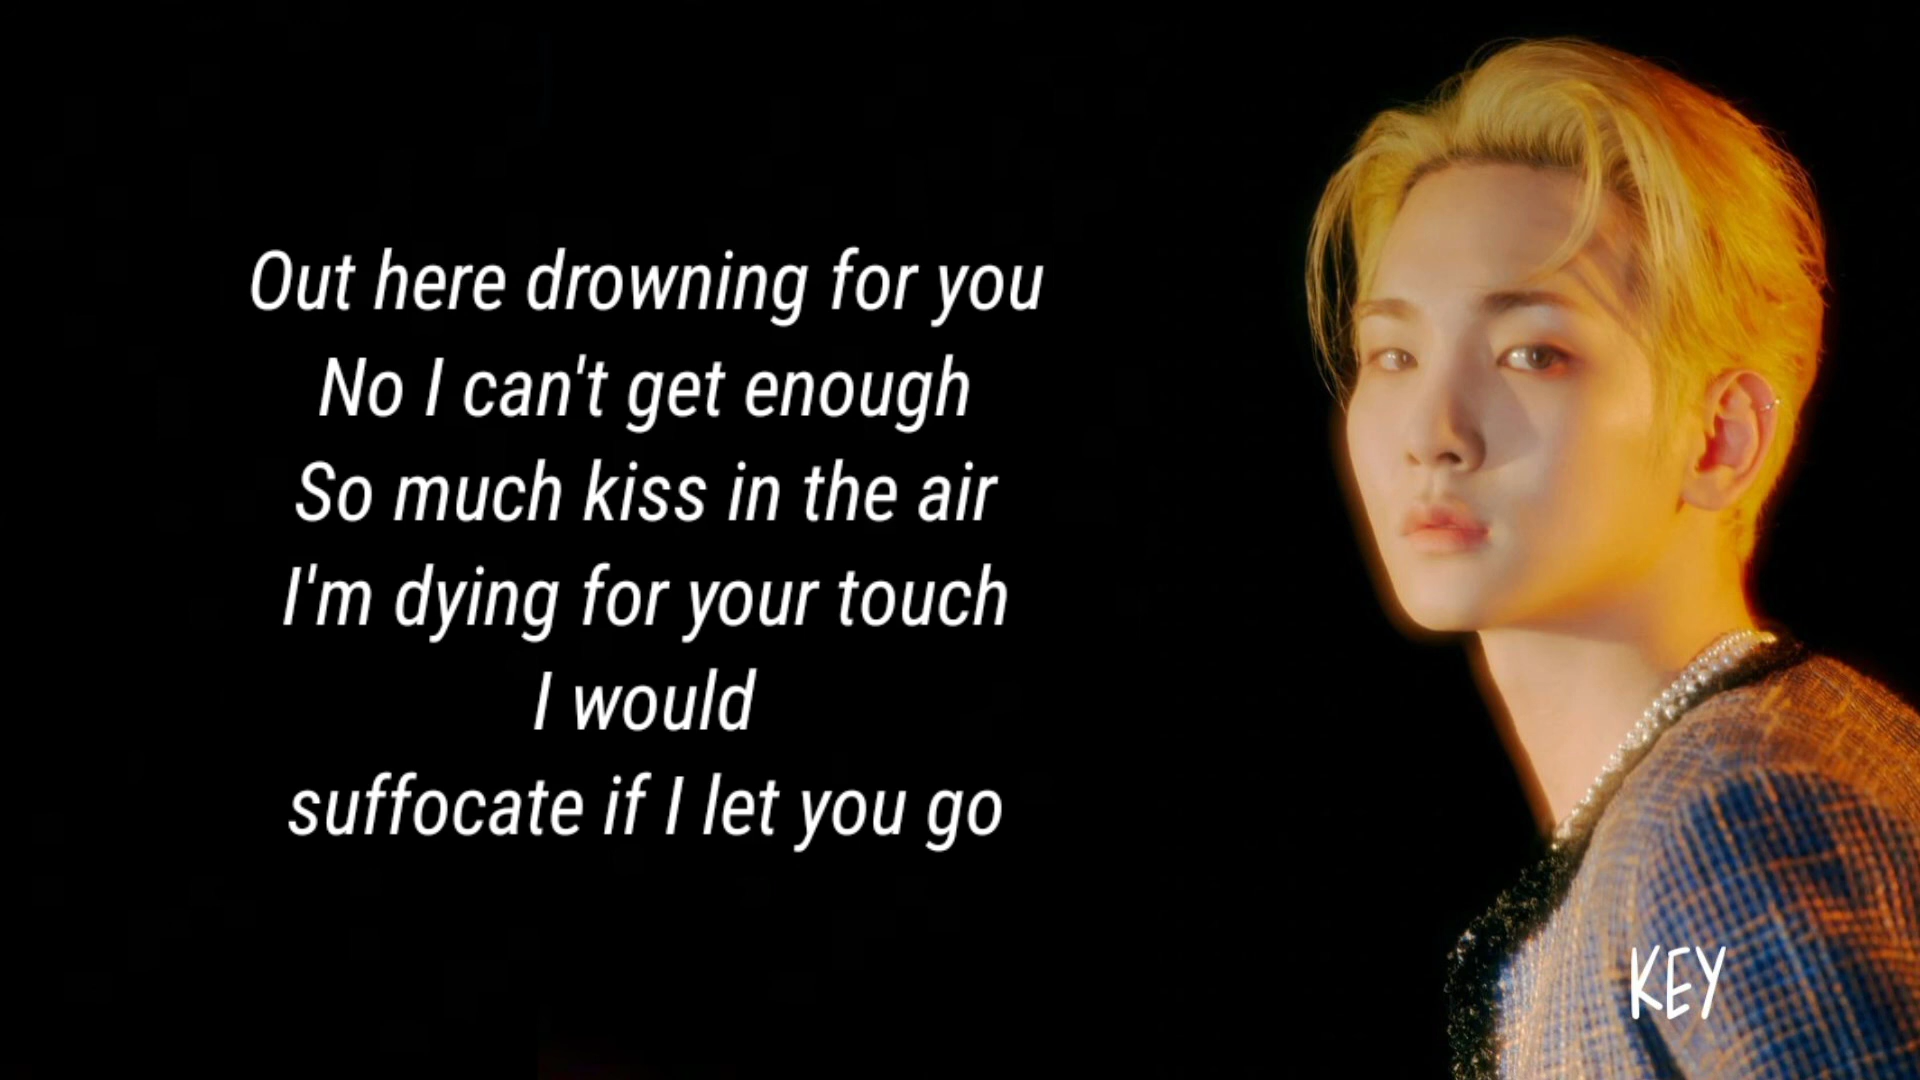 Out here drowning for you
No I can't get enough
So much kiss in the air
I'm dying for your touch
I would
suffocate if I let you go
KEY